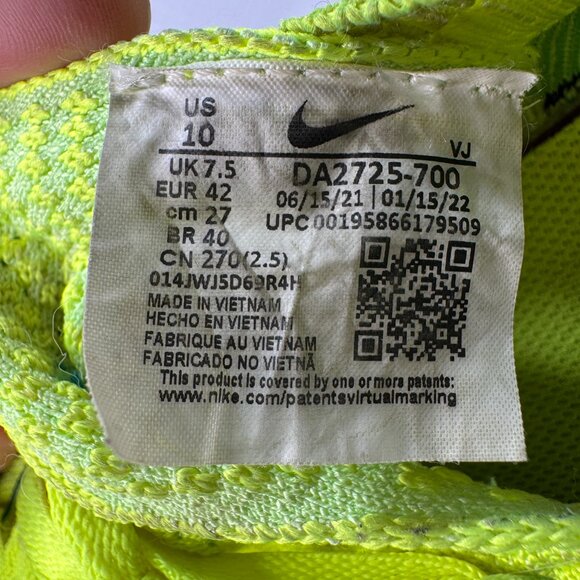 US
10
VJ
UK 7.5
EUR 42
cm 27
BR 40
CN 270(2.5)
DA2725-700
06/15/21 | 01/15/22
UPC 00195866179509
014JWJ5D69R4H
MADE IN VIETNAM
HECHO EN VIETNAM
FABRIQUE AU VIETNAM
FABRICADO NO VIETNÃ
This product is covered by one or more patents:
www.nike.com/patentsvirtualmarking